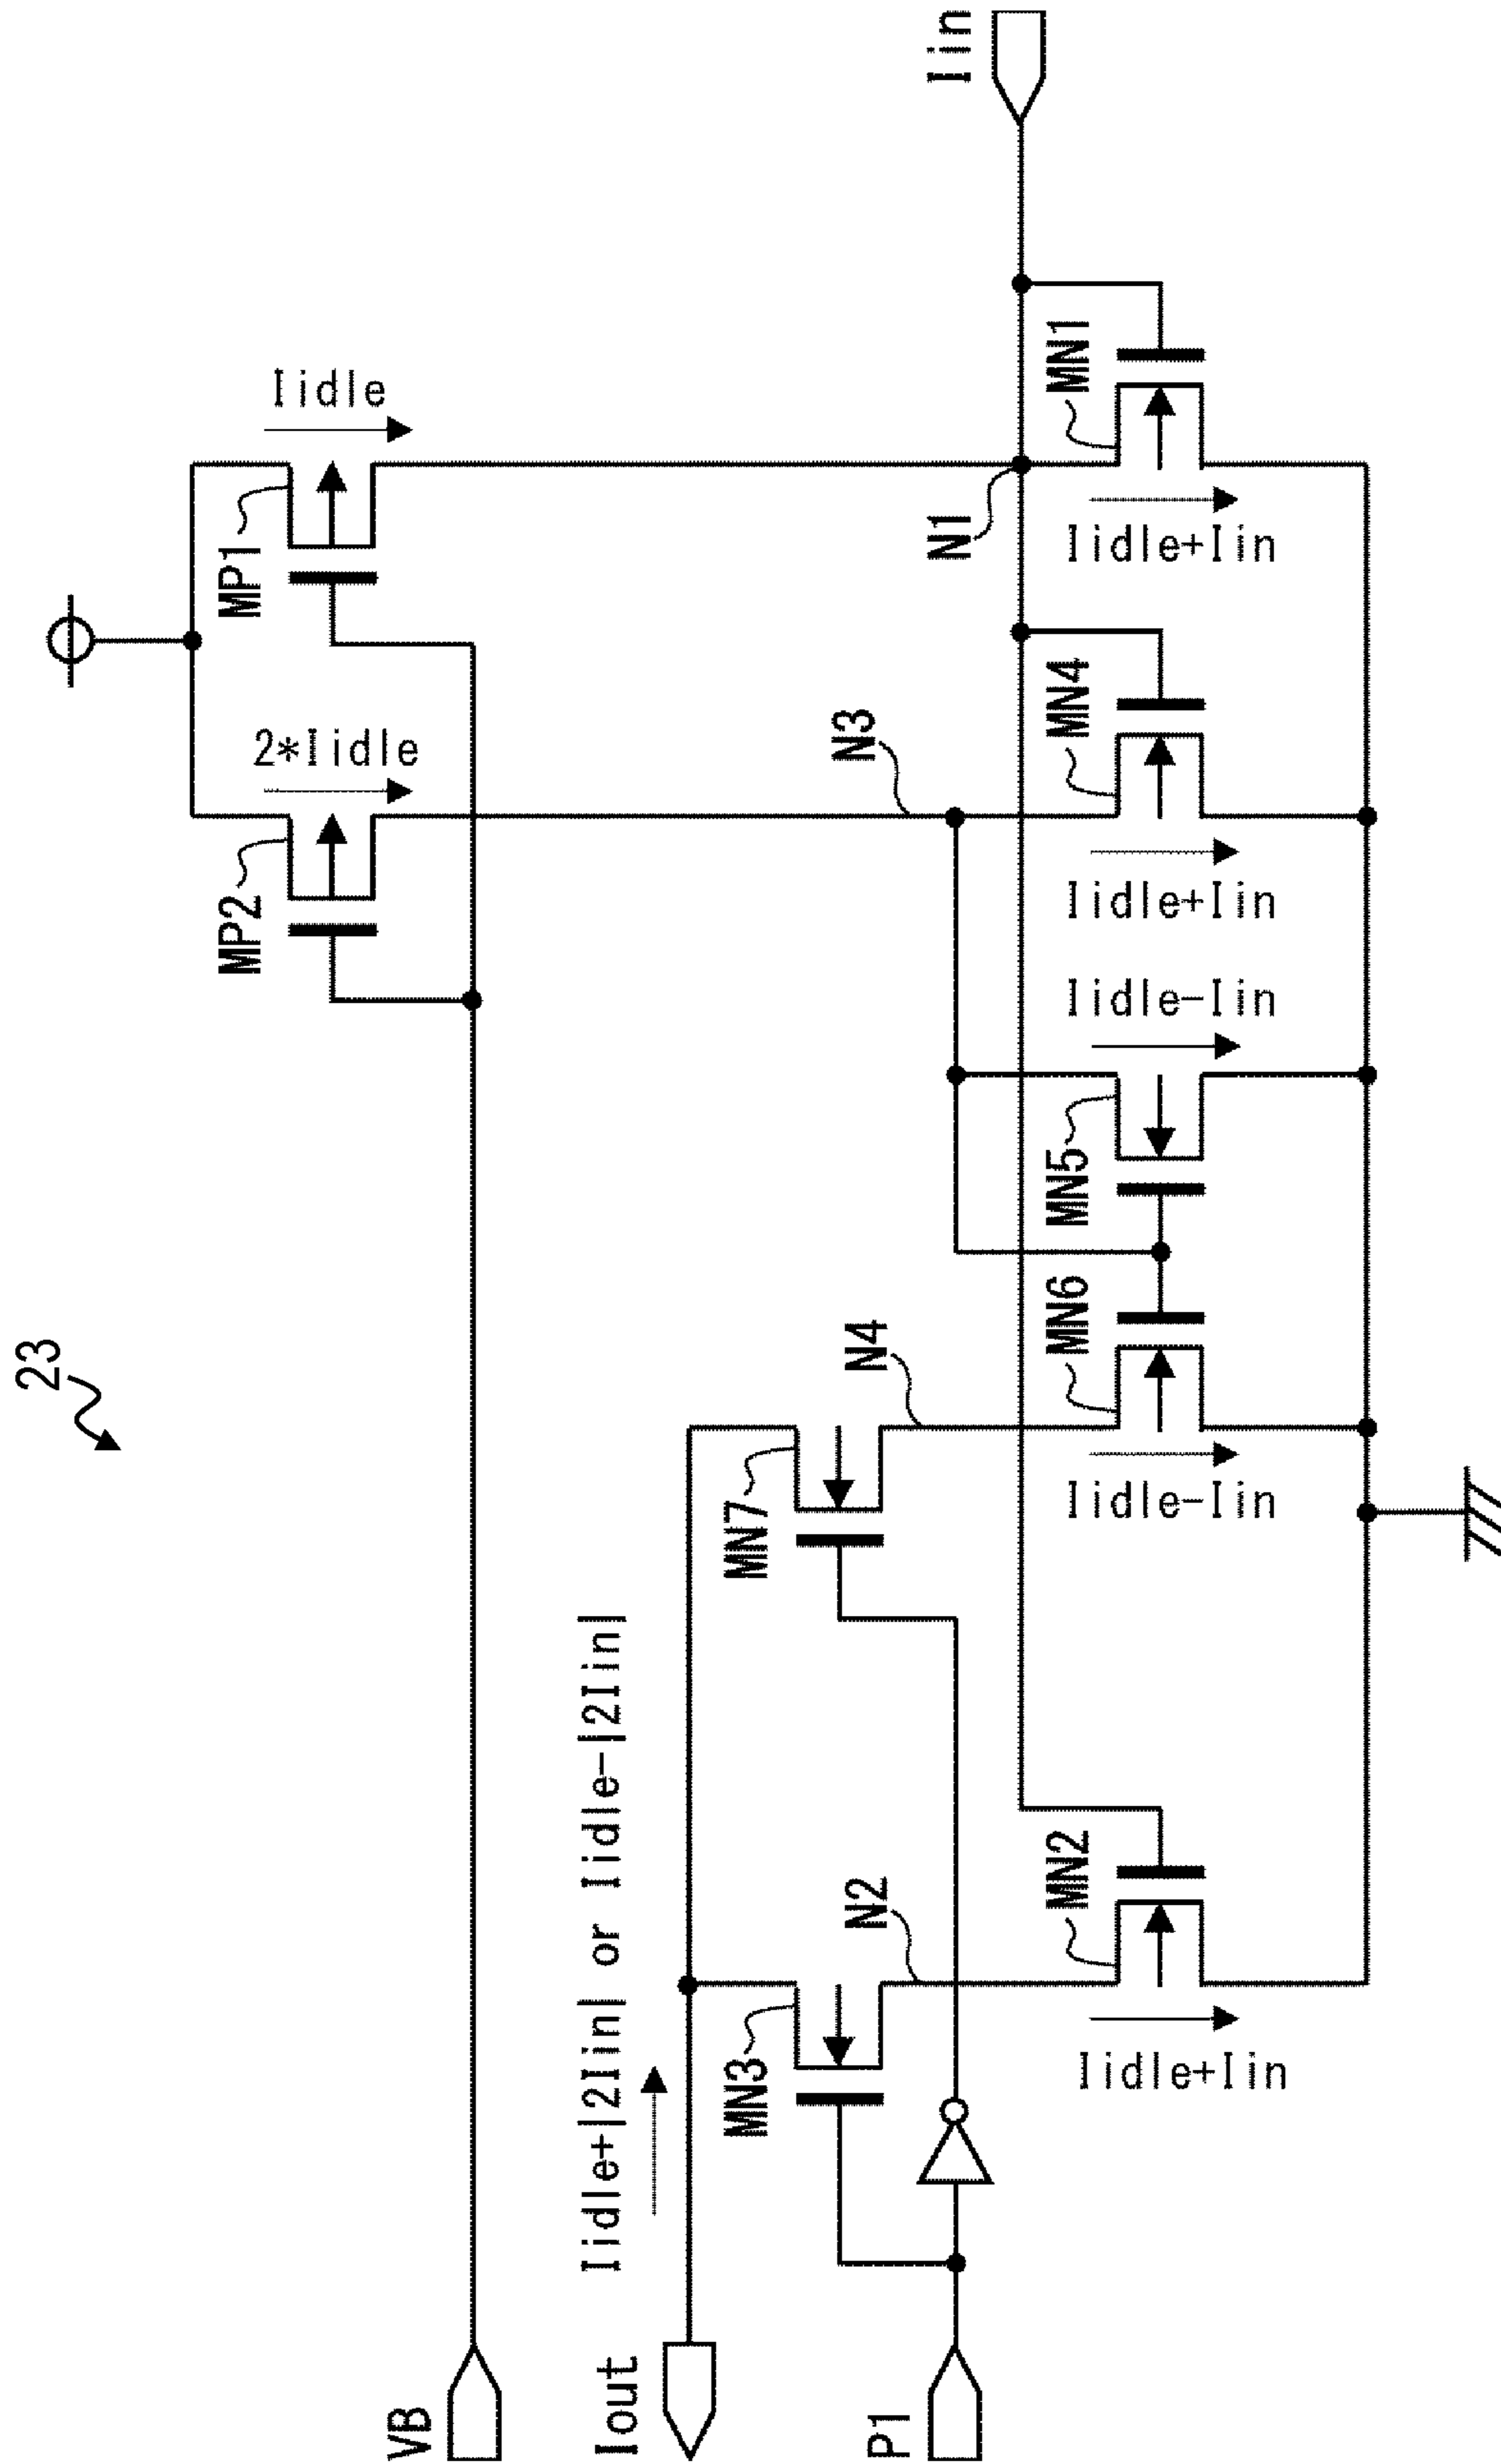 23
VB
Iout
P1
Iidle+|2Iin| or Iidle-|2Iin|
MP2
2*Iidle
MP1
Iidle
MN3
N2
MN7
N4
N3
N1
Iin
MN2
Iidle+Iin
MN6
Iidle-Iin
MN5
Iidle-Iin
MN4
Iidle+Iin
MN1
Iidle+Iin